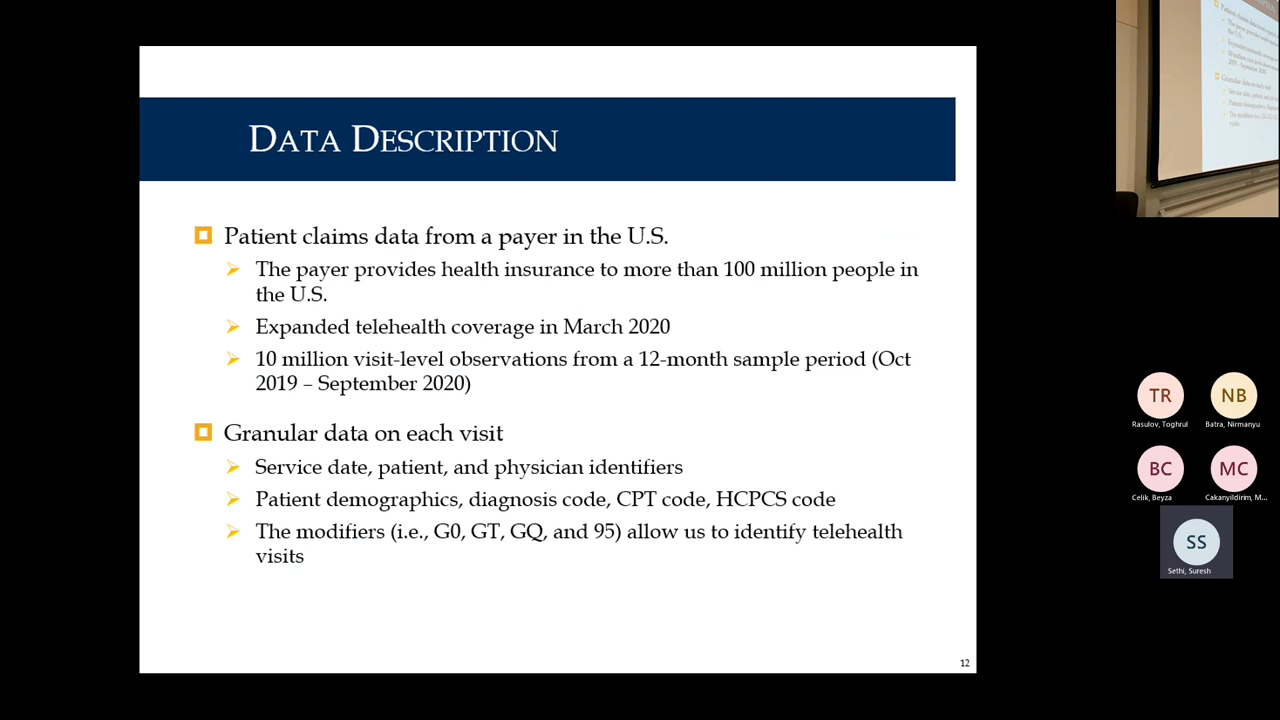 DATA DESCRIPTION
Patient claims data from a payer in the U.S.
The payer provides health insurance to more than 100 million people in
the U.S.
Expanded telehealth coverage in March 2020
10 million visit-level observations from a 12-month sample period (Oct
2019 – September 2020)
Granular data on each visit
Service date, patient, and physician identifiers
Patient demographics, diagnosis code, CPT code, HCPCS code
The modifiers (i.e., G0, GT, GQ, and 95) allow us to identify telehealth
visits
12
TR
NB
Rasulov, Toghrul
Batra, Nirmanyu
BC
MC
Celik, Beyza
Cakanyildirim, M...
SS
Sethi, Suresh